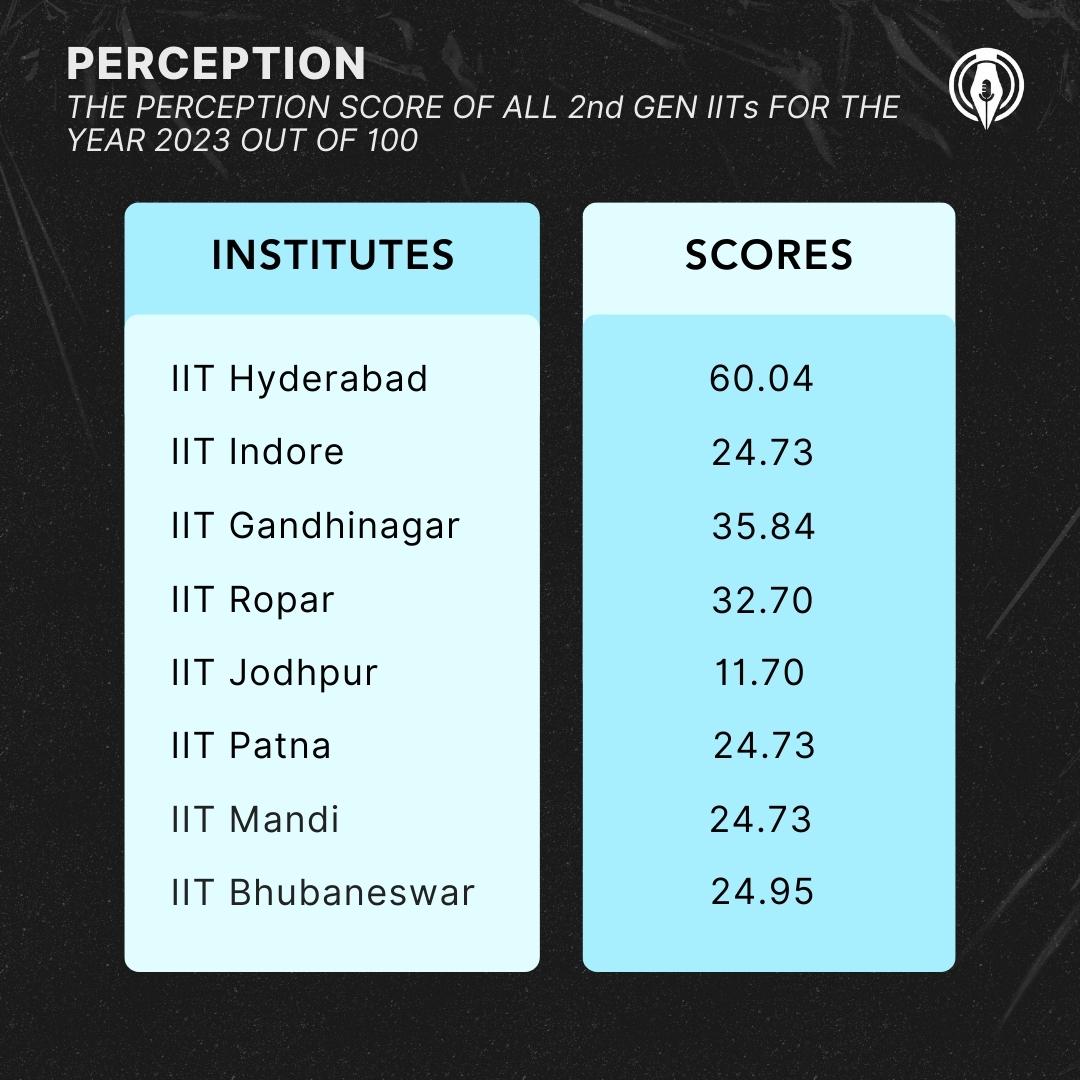 PERCEPTION
THE PERCEPTION SCORE OF ALL 2nd GEN IITs FOR THE
YEAR 2023 OUT OF 100
INSTITUTES SCORES
IIT Hyderabad 60.04
IIT Indore 24.73
IIT Gandhinagar 35.84
IIT Ropar 32.70
IIT Jodhpur 11.70
IIT Patna 24.73
IIT Mandi 24.73
IIT Bhubaneswar 24.95